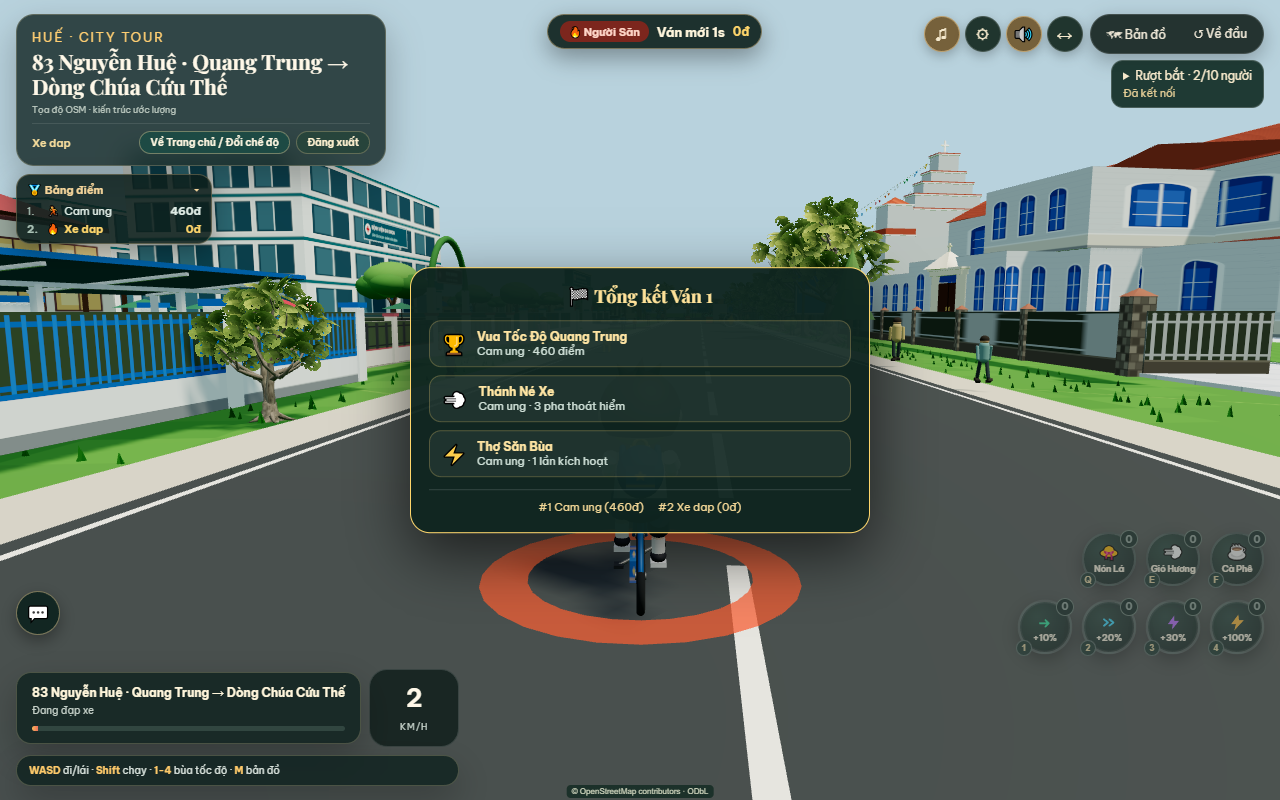 HUẾ · CITY TOUR
83 Nguyễn Huệ · Quang Trung →
Dòng Chúa Cứu Thế
Tọa độ OSM · kiến trúc ước lượng
Xe dap
Về Trang chủ / Đổi chế độ
Đăng xuất
Người Săn
Ván mới 1s
0đ
Bản đồ
↺ Về đầu
Rượt bắt · 2/10 người
Đã kết nối
Bảng điểm
1. Cam ung 460đ
2. Xe dap 0đ
Tổng kết Ván 1
Vua Tốc Độ Quang Trung
Cam ung · 460 điểm
Thánh Né Xe
Cam ung · 3 pha thoát hiểm
Thợ Săn Bùa
Cam ung · 1 lần kích hoạt
#1 Cam ung (460đ) #2 Xe dap (0đ)
0
Nón Lá
Q
0
Gió Hương
E
0
Cà Phê
F
0
+10%
1
0
+20%
2
0
+30%
3
0
+100%
4
83 Nguyễn Huệ · Quang Trung → Dòng Chúa Cứu Thế
Đang đạp xe
2
KM/H
WASD đi/lái · Shift chạy · 1-4 bùa tốc độ · M bản đồ
© OpenStreetMap contributors · ODbL